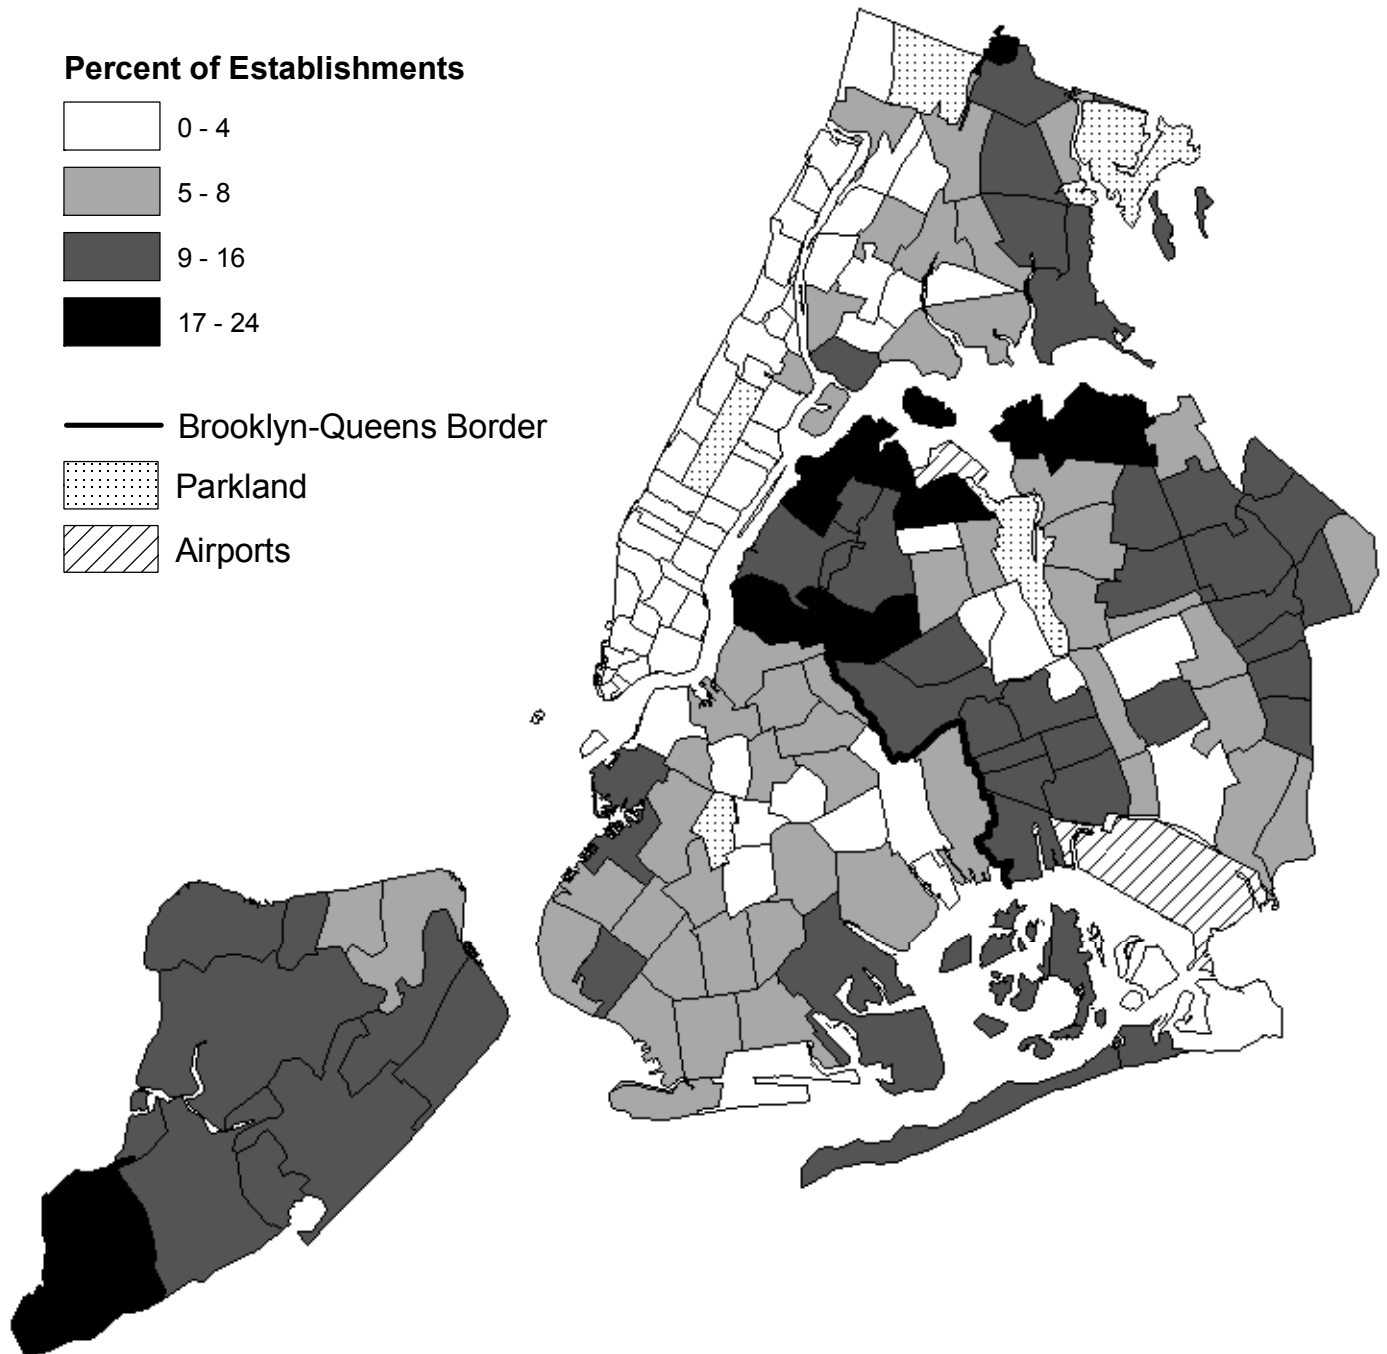 Percent of Establishments
0 - 4
5 - 8
9 - 16
17 - 24
Brooklyn-Queens Border
Parkland
Airports